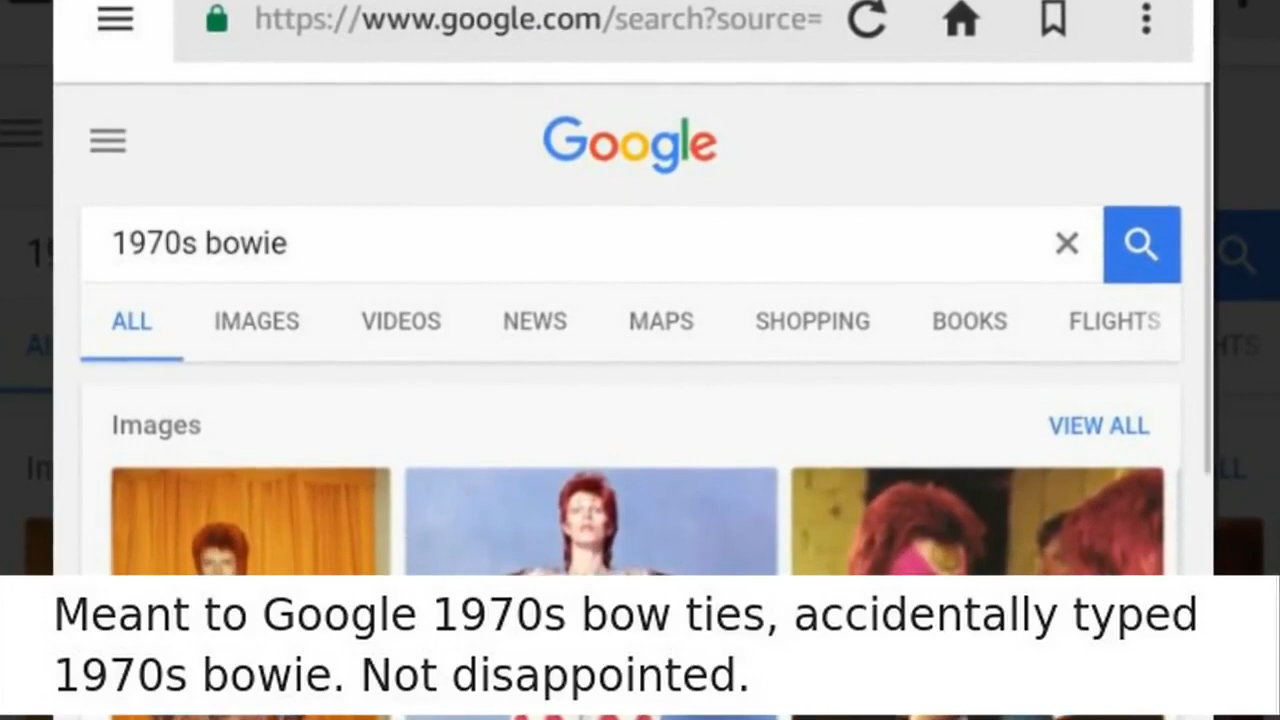 https://www.google.com/search?source=
Google
1970s bowie
ALL IMAGES VIDEOS NEWS MAPS SHOPPING BOOKS FLIGHTS
Images VIEW ALL
Meant to Google 1970s bow ties, accidentally typed
1970s bowie. Not disappointed.